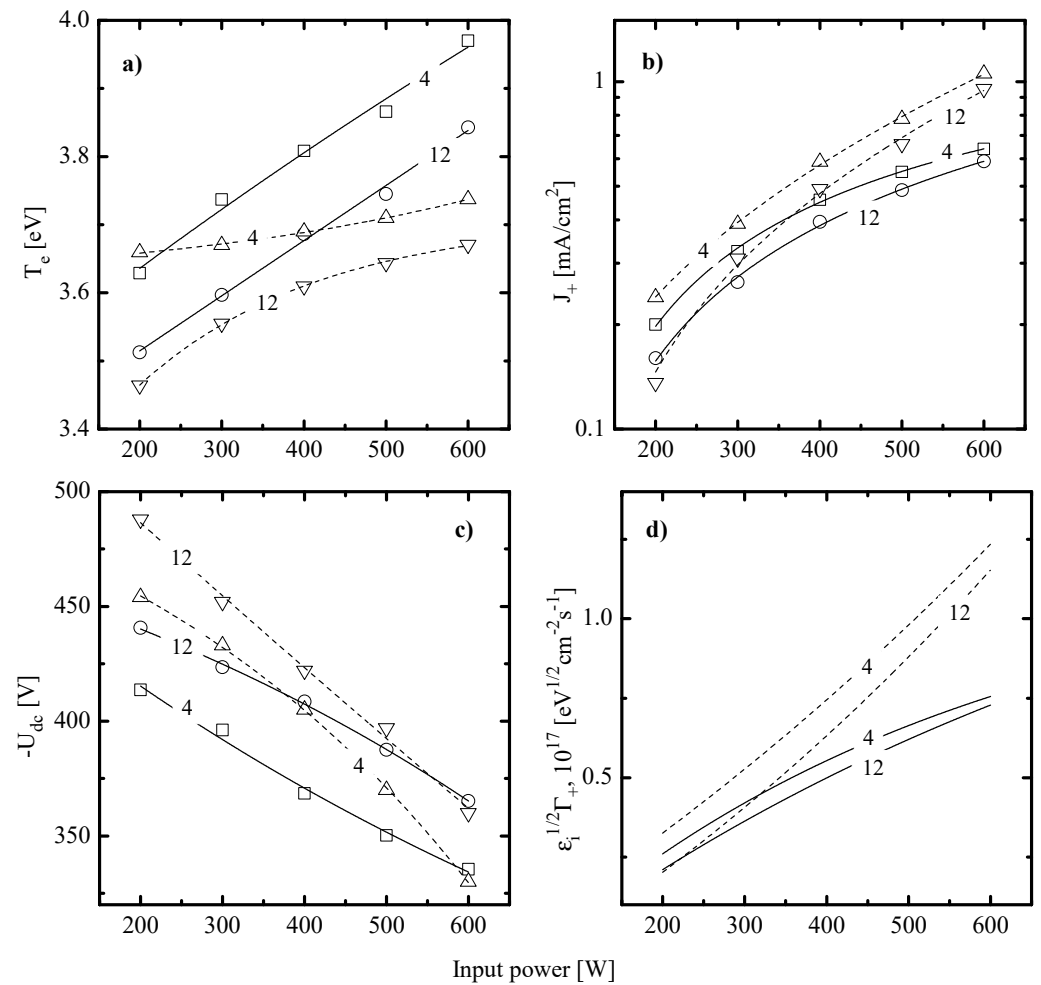 a)
4.0
3.8
3.6
3.4
T_e [eV]
4
12
4
12
200 300 400 500 600
b)
1
0.1
J_+ [mA/cm^2]
12
4
4
12
200 300 400 500 600
c)
500
450
400
350
-U_dc [V]
12
12
4
4
200 300 400 500 600
d)
1.0
0.5
ε_i^1/2 Γ_+, 10^17 [eV^1/2 cm^-2 s^-1]
12
4
4
12
200 300 400 500 600
Input power [W]